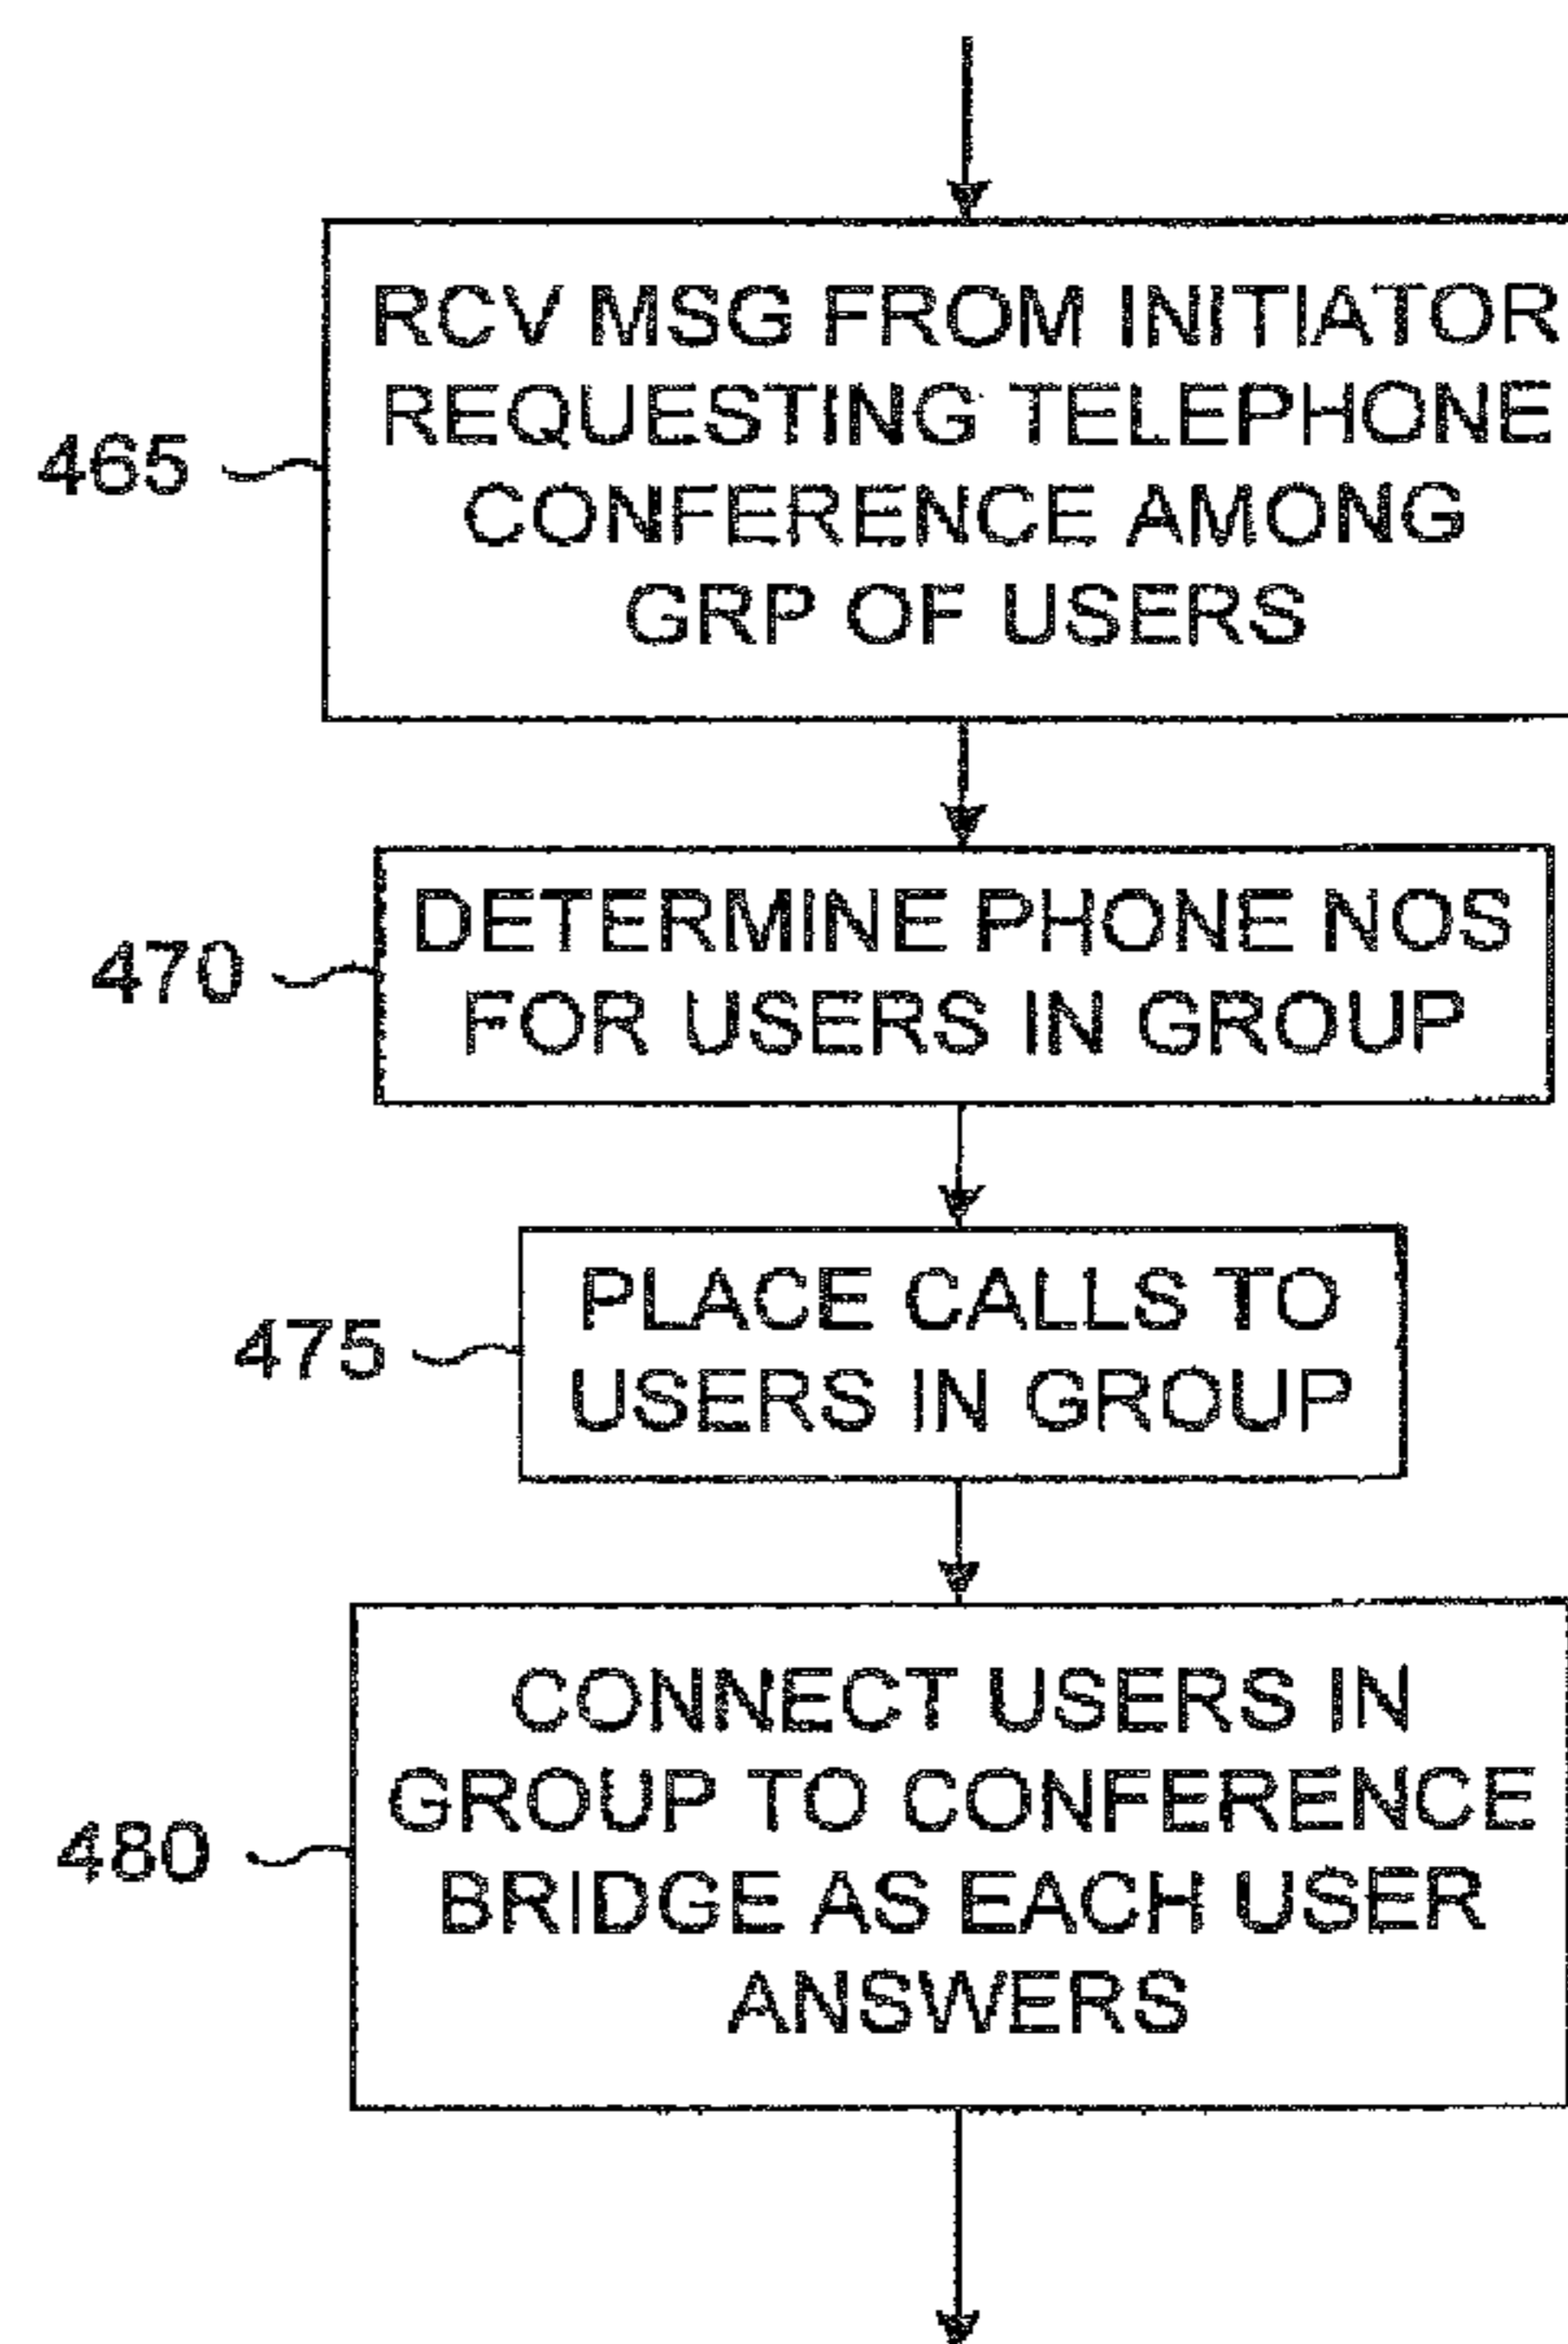 RCV MSG FROM INITIATOR
REQUESTING TELEPHONE
CONFERENCE AMONG
GRP OF USERS
465
DETERMINE PHONE NOS
FOR USERS IN GROUP
470
PLACE CALLS TO
USERS IN GROUP
475
CONNECT USERS IN
GROUP TO CONFERENCE
BRIDGE AS EACH USER
ANSWERS
480